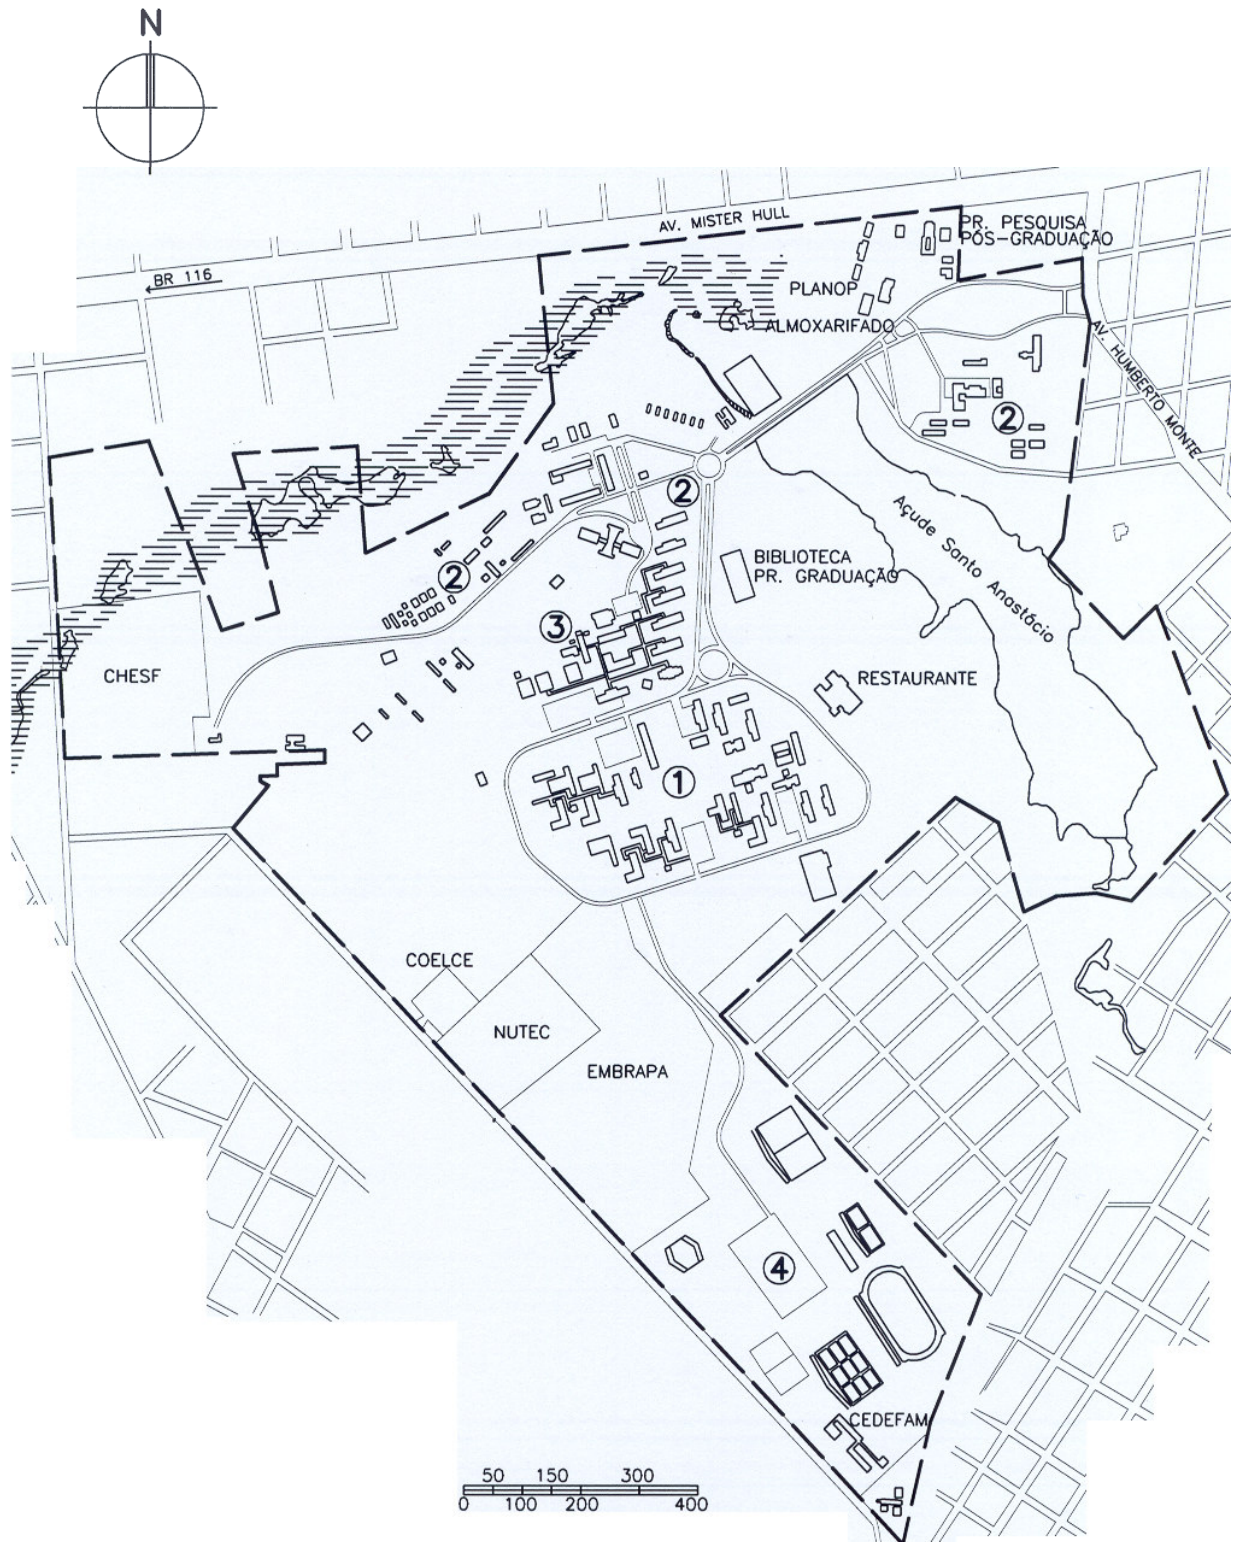 N
AV. MISTER HULL
PR. PESQUISA
PÓS-GRADUAÇÃO
BR 116
PLANOP
ALMOXARIFADO
AV. HUMBERTO MONTE
2
2
Açude Santo Anastácio
BIBLIOTECA
PR. GRADUAÇÃO
2
3
CHESF
RESTAURANTE
1
COELCE
NUTEC
EMBRAPA
4
CEDEFAM
50 150 300
0 100 200 400